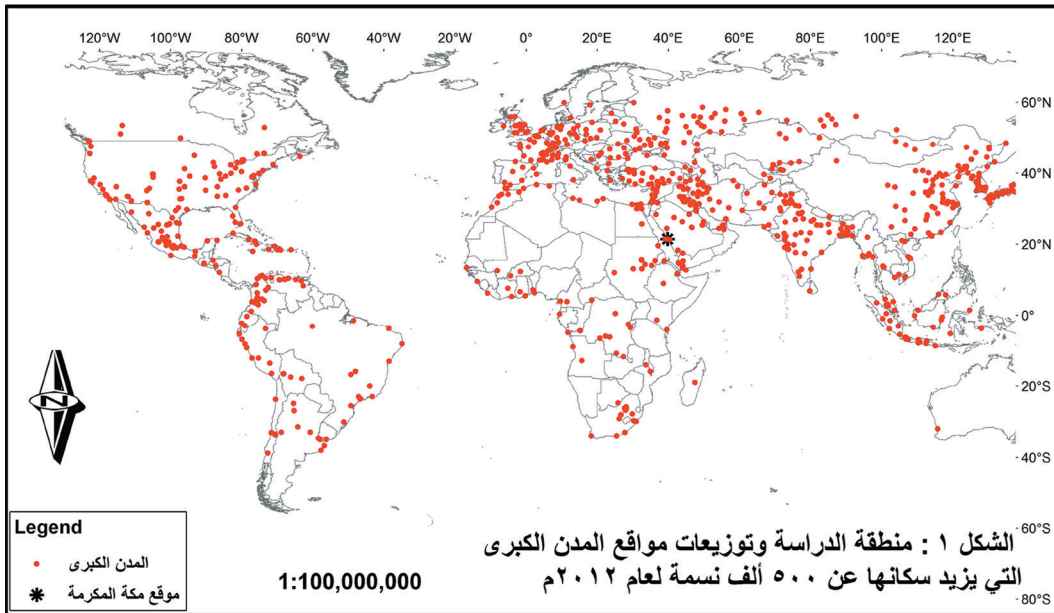 120°W 100°W 80°W 60°W 40°W 20°W 0° 20°E 40°E 60°E 80°E 100°E 120°E
60°N
40°N
20°N
0°
20°S
40°S
60°S
80°S
N
Legend
المدن الكبرى
موقع مكة المكرمة
1:100,000,000
الشكل ١ : منطقة الدراسة وتوزيعات مواقع المدن الكبرى
التي يزيد سكانها عن ٥٠٠ ألف نسمة لعام ٢٠١٢م